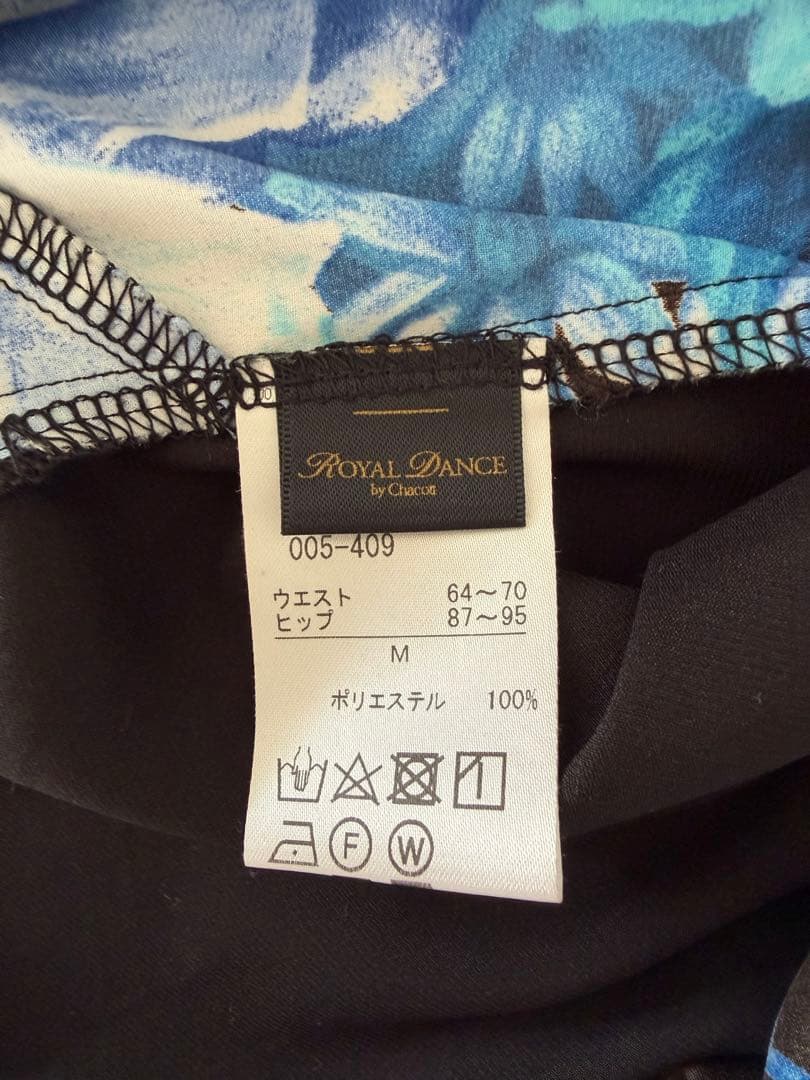 ROYAL DANCE
by Chacott
005-409
ウエスト 64～70
ヒップ 87～95
M
ポリエステル 100%
F W